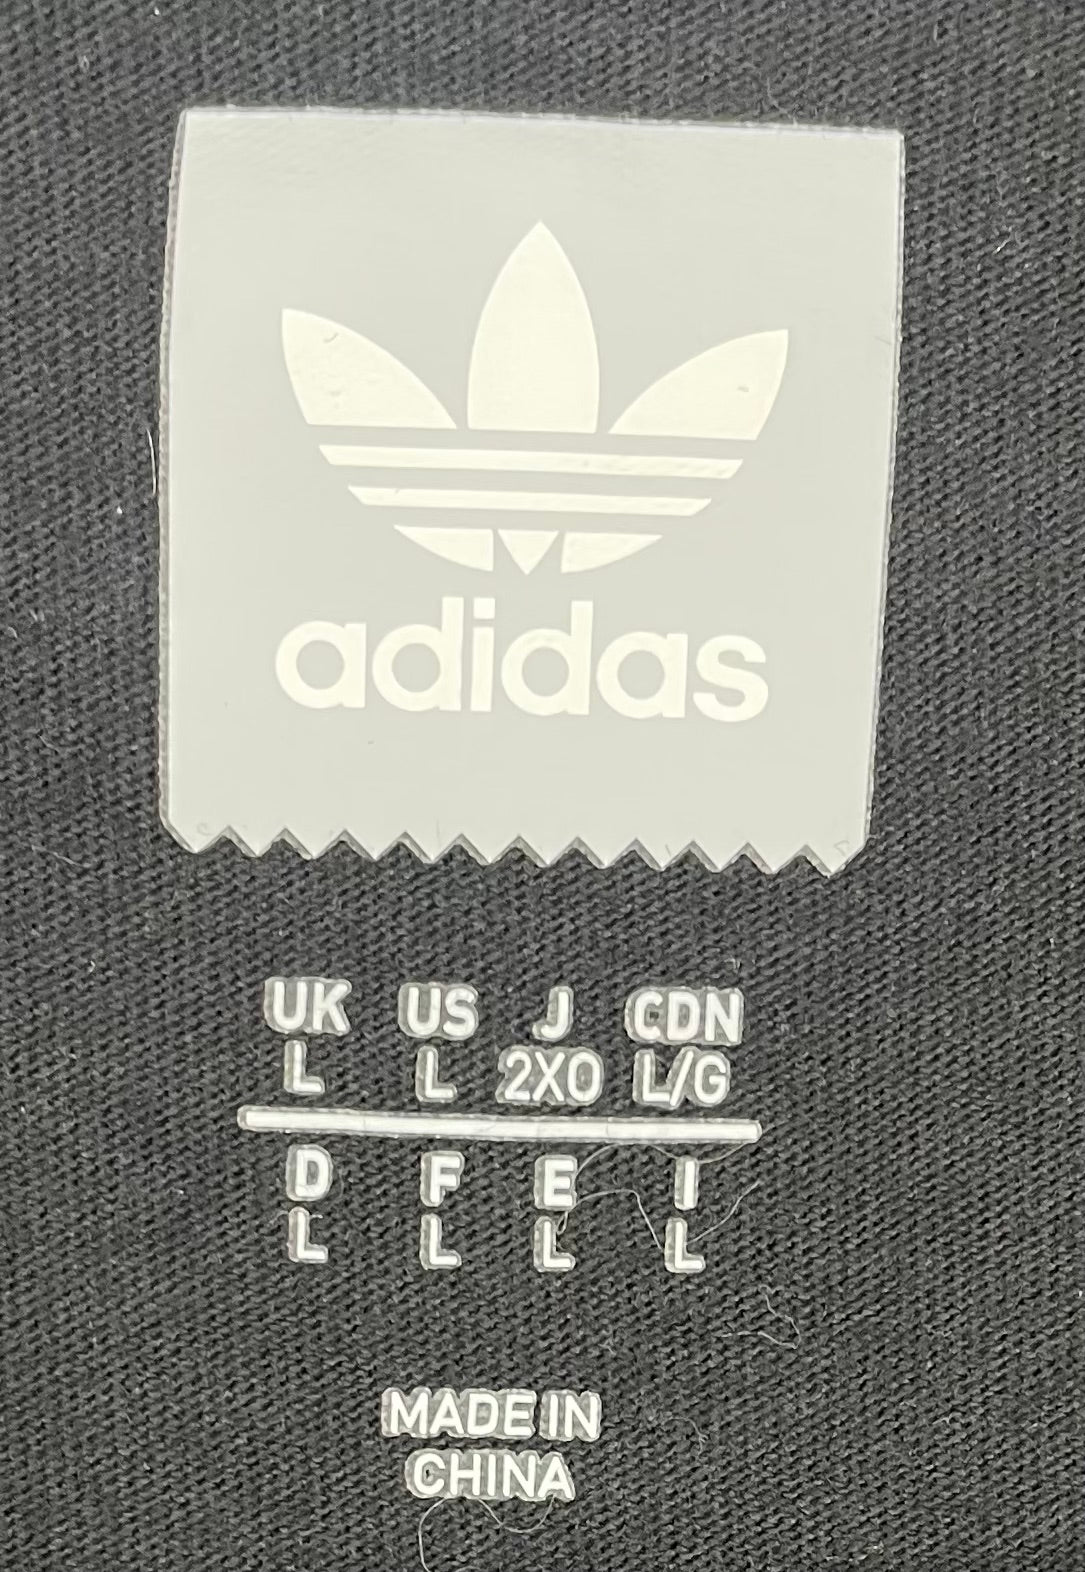 adidas
UK US J CDN
L L 2XO L/G
D F E I
L L L L
MADE IN
CHINA